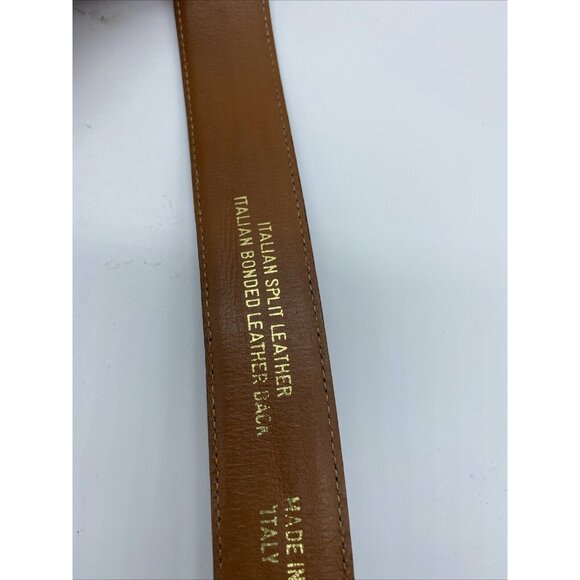 ITALIAN SPLIT LEATHER
ITALIAN BONDED LEATHER BACK
MADE IN
ITALY